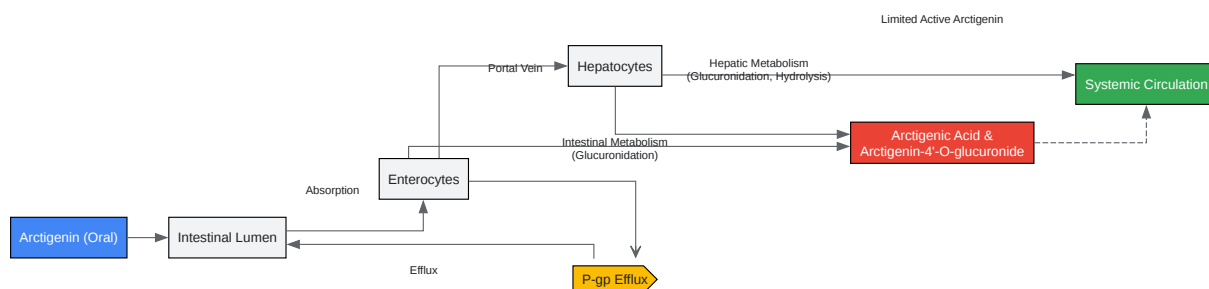 Limited Active Arctigenin
Hepatocytes
Portal Vein
Hepatic Metabolism
(Glucuronidation, Hydrolysis)
Systemic Circulation
Arctigenic Acid &
Arctigenin-4'-O-glucuronide
Intestinal Metabolism
(Glucuronidation)
Enterocytes
Absorption
Arctigenin (Oral)
Intestinal Lumen
Efflux
P-gp Efflux